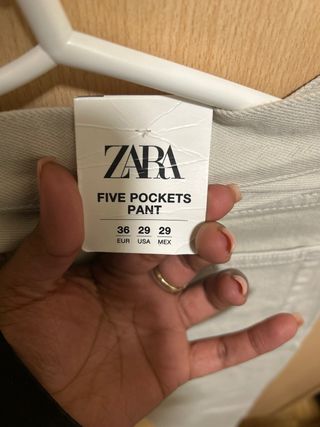 ZARA
FIVE POCKETS
PANT
36 29 29
EUR USA MEX